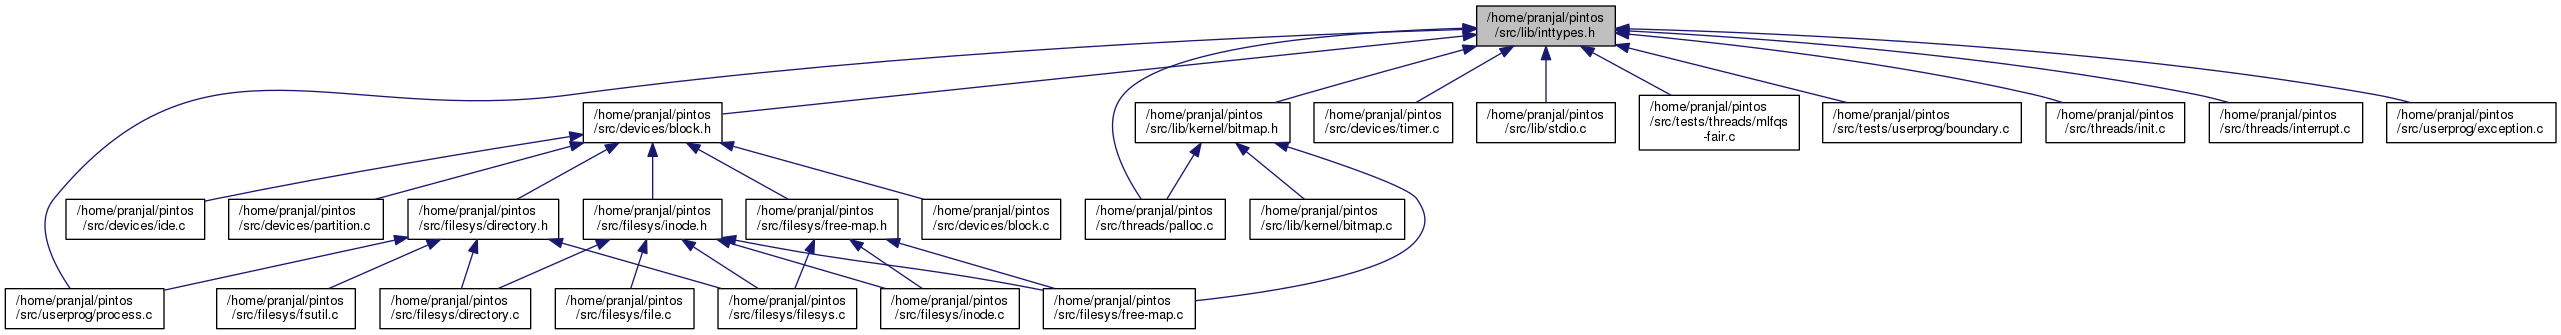 /home/pranjal/pintos
/src/lib/inttypes.h
/home/pranjal/pintos
/src/devices/block.h
/home/pranjal/pintos
/src/lib/kernel/bitmap.h
/home/pranjal/pintos
/src/devices/timer.c
/home/pranjal/pintos
/src/lib/stdio.c
/home/pranjal/pintos
/src/tests/threads/mlfqs
-fair.c
/home/pranjal/pintos
/src/tests/userprog/boundary.c
/home/pranjal/pintos
/src/threads/init.c
/home/pranjal/pintos
/src/threads/interrupt.c
/home/pranjal/pintos
/src/userprog/exception.c
/home/pranjal/pintos
/src/devices/ide.c
/home/pranjal/pintos
/src/devices/partition.c
/home/pranjal/pintos
/src/filesys/directory.h
/home/pranjal/pintos
/src/filesys/inode.h
/home/pranjal/pintos
/src/filesys/free-map.h
/home/pranjal/pintos
/src/devices/block.c
/home/pranjal/pintos
/src/threads/palloc.c
/home/pranjal/pintos
/src/lib/kernel/bitmap.c
/home/pranjal/pintos
/src/userprog/process.c
/home/pranjal/pintos
/src/filesys/fsutil.c
/home/pranjal/pintos
/src/filesys/directory.c
/home/pranjal/pintos
/src/filesys/file.c
/home/pranjal/pintos
/src/filesys/filesys.c
/home/pranjal/pintos
/src/filesys/inode.c
/home/pranjal/pintos
/src/filesys/free-map.c